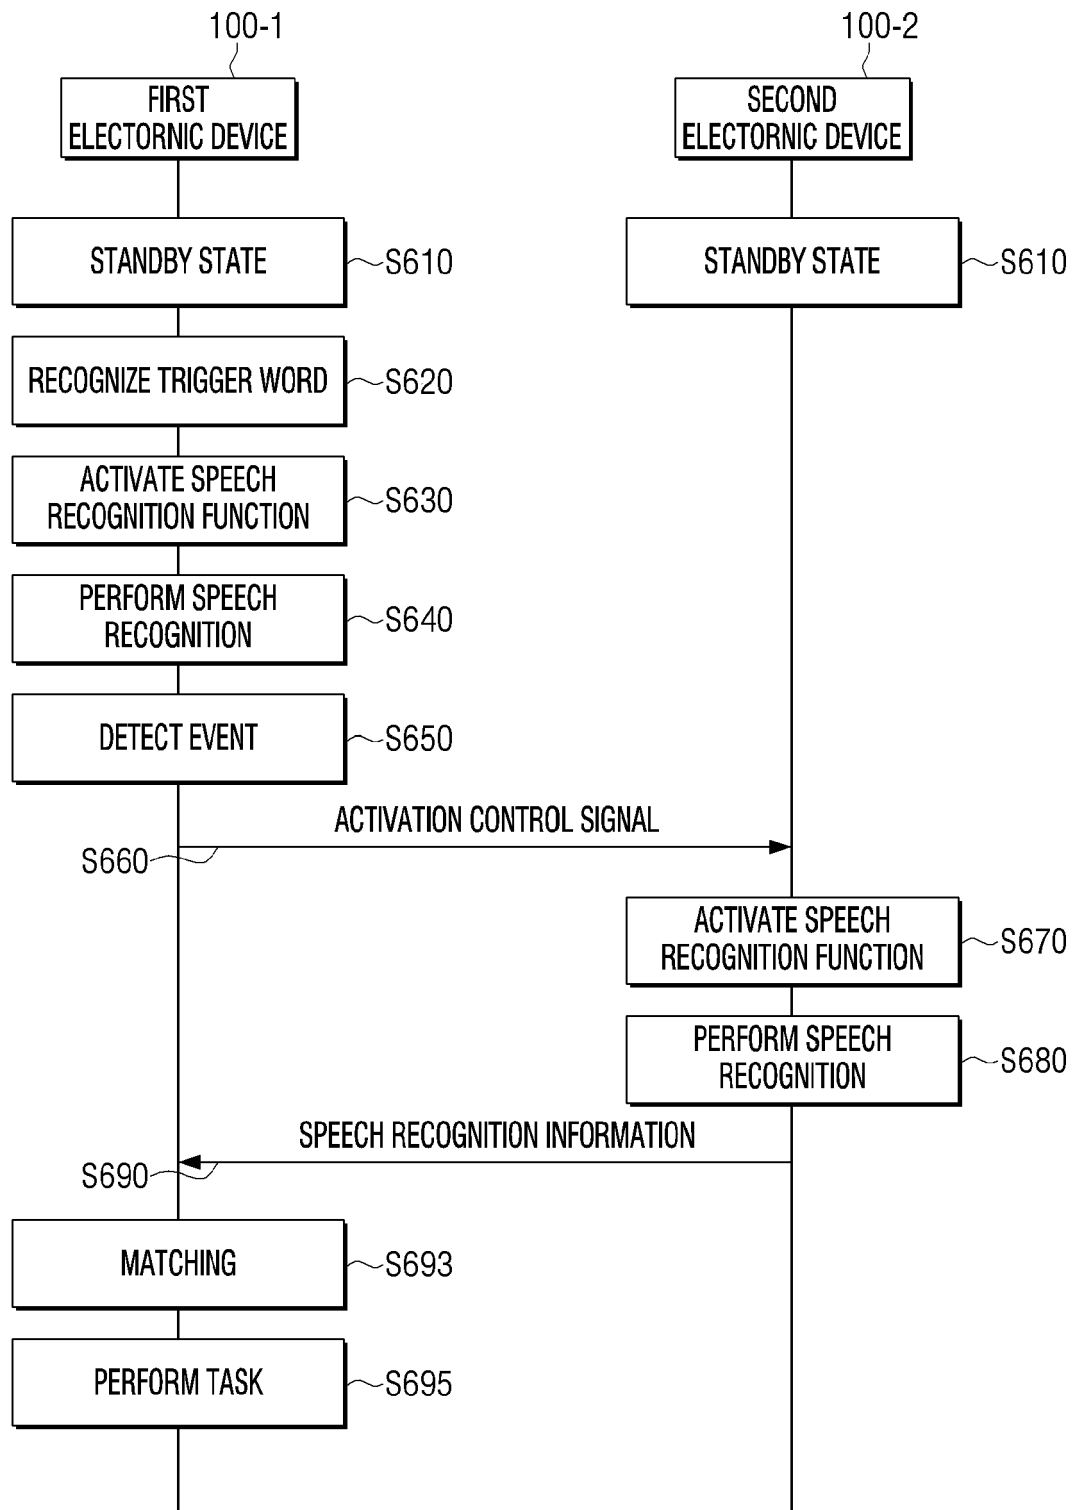 100-1
100-2
FIRST
ELECTORNIC DEVICE
SECOND
ELECTORNIC DEVICE
STANDBY STATE
S610
STANDBY STATE
S610
RECOGNIZE TRIGGER WORD
S620
ACTIVATE SPEECH
RECOGNITION FUNCTION
S630
PERFORM SPEECH
RECOGNITION
S640
DETECT EVENT
S650
ACTIVATION CONTROL SIGNAL
S660
ACTIVATE SPEECH
RECOGNITION FUNCTION
S670
PERFORM SPEECH
RECOGNITION
S680
SPEECH RECOGNITION INFORMATION
S690
MATCHING
S693
PERFORM TASK
S695